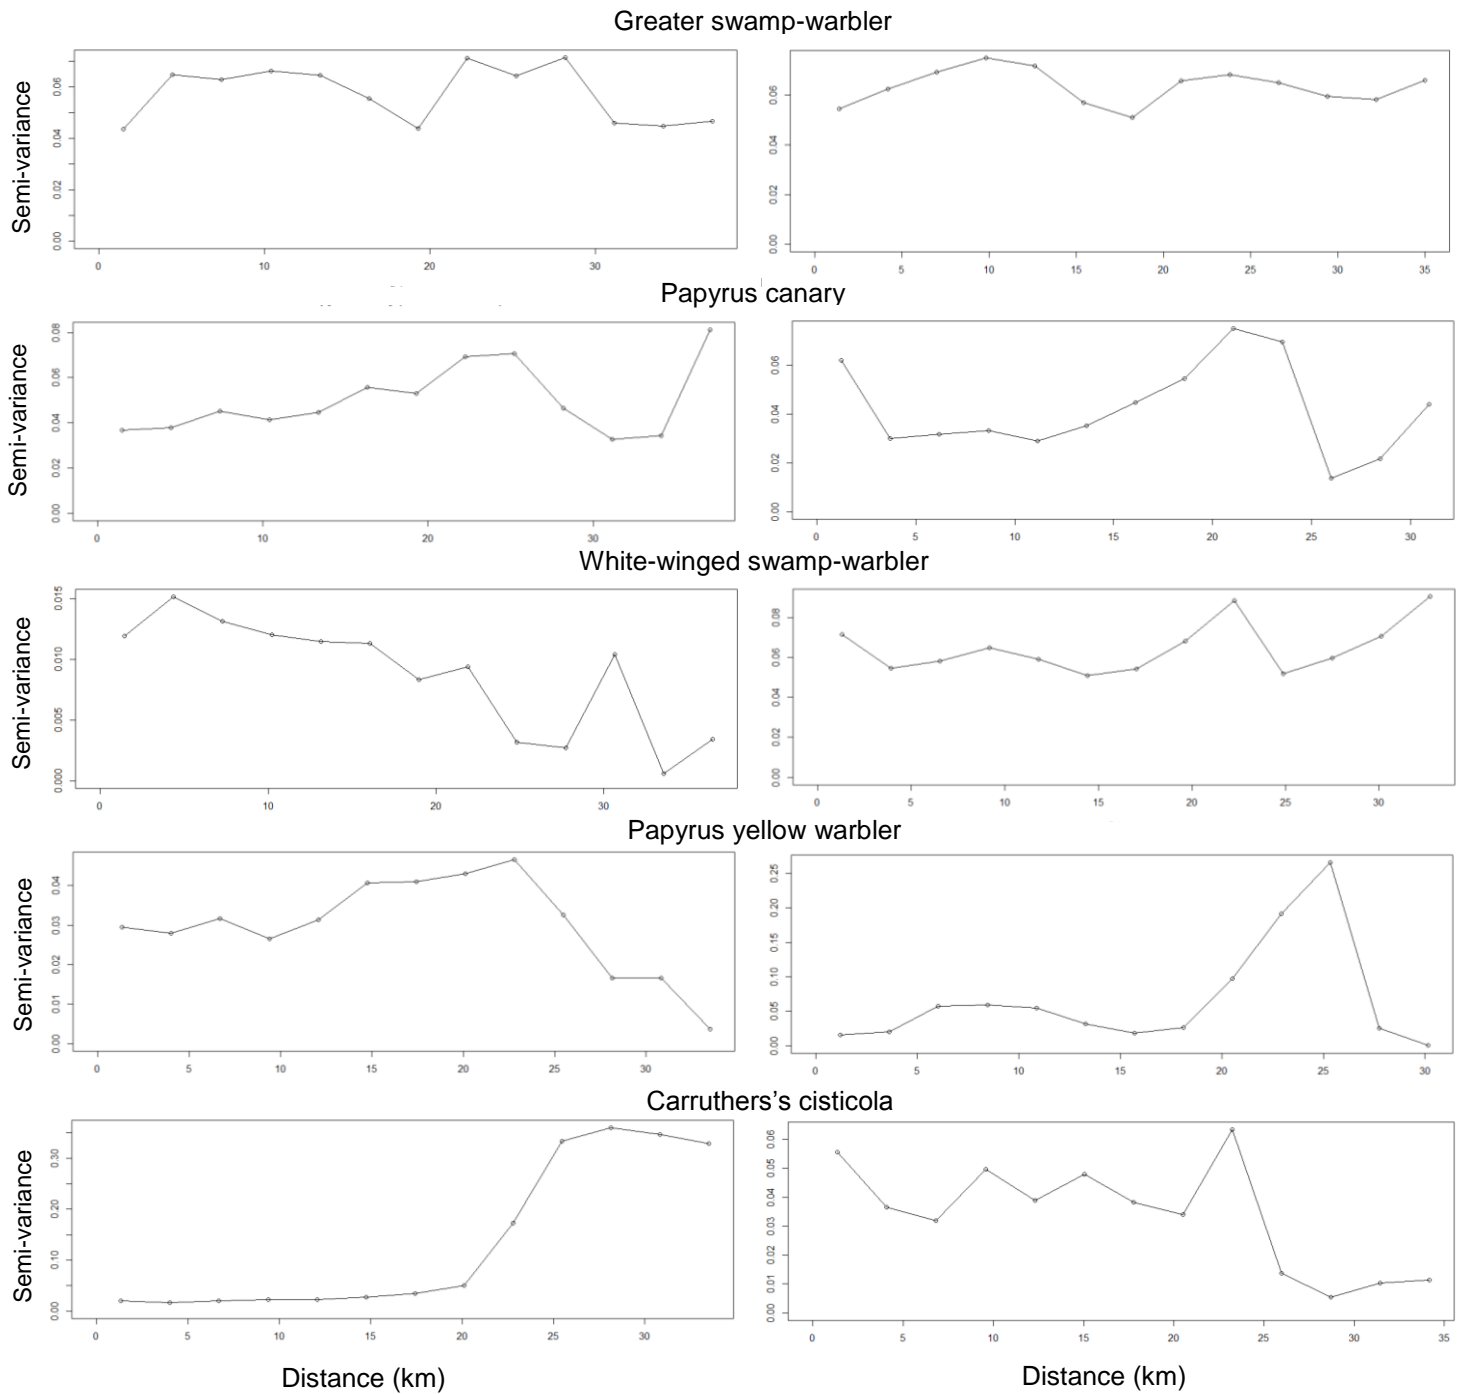 Greater swamp-warbler
Semi-variance
0.00 0.02 0.04 0.06
0 10 20 30
0.00 0.02 0.04 0.06
0 5 10 15 20 25 30 35
Papyrus canary
Semi-variance
0.00 0.02 0.04 0.06 0.08
0 10 20 30
0.00 0.02 0.04 0.06
0 5 10 15 20 25 30
White-winged swamp-warbler
Semi-variance
0.000 0.005 0.010 0.015
0 10 20 30
0.00 0.02 0.04 0.06 0.08
0 5 10 15 20 25 30
Papyrus yellow warbler
Semi-variance
0.00 0.01 0.02 0.03 0.04
0 5 10 15 20 25 30
0.00 0.05 0.10 0.15 0.20 0.25
0 5 10 15 20 25 30
Carruthers’s cisticola
Semi-variance
0.00 0.10 0.20 0.30
0 5 10 15 20 25 30
0.00 0.01 0.02 0.03 0.04 0.05 0.06
0 5 10 15 20 25 30 35
Distance (km)
Distance (km)